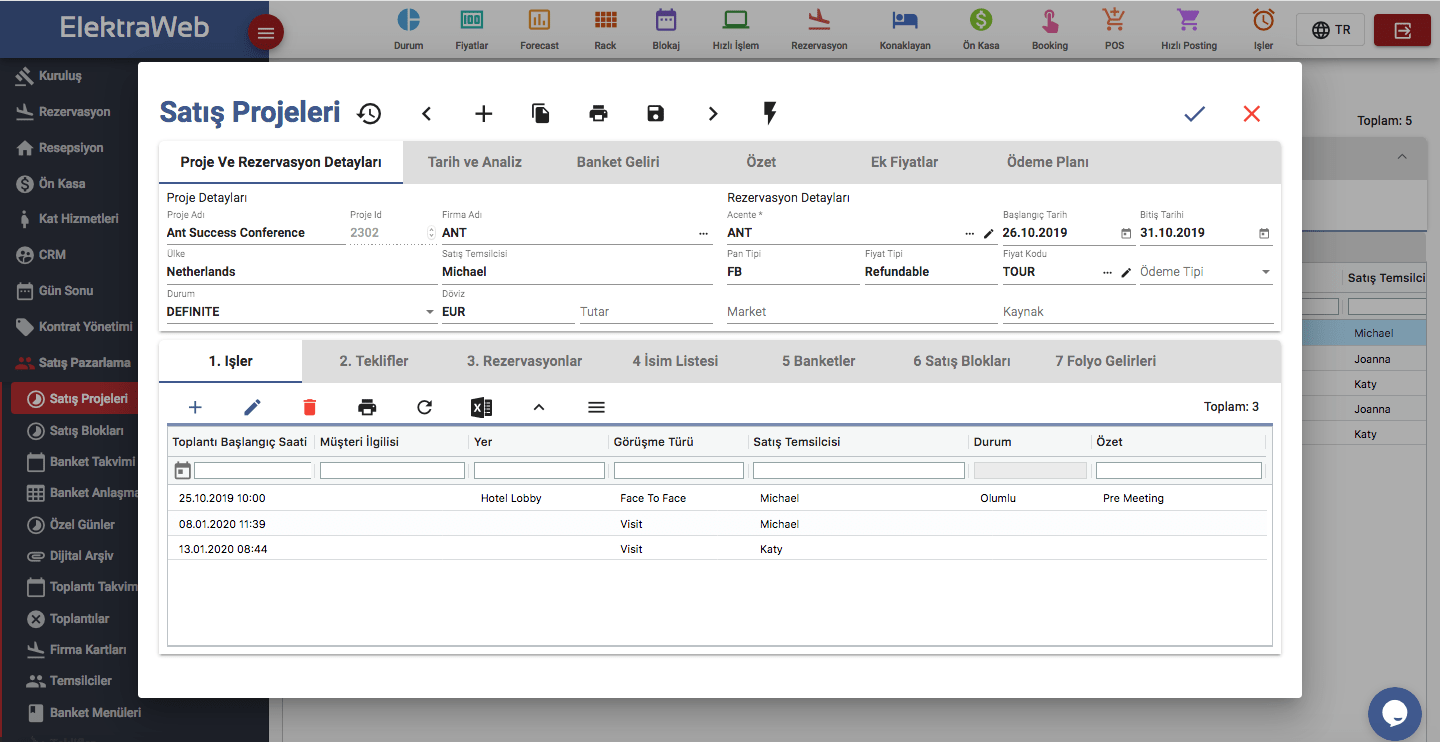 ElektraWeb
Durum
Fiyatlar
Forecast
Rack
Blokaj
Hızlı İşlem
Rezervasyon
Konaklayan
Ön Kasa
Booking
POS
Hızlı Posting
İşler
TR
Kuruluş
Rezervasyon
Resepsiyon
Ön Kasa
Kat Hizmetleri
CRM
Gün Sonu
Kontrat Yönetimi
Satış Pazarlama
Satış Projeleri
Satış Blokları
Banket Takvimi
Banket Anlaşma
Özel Günler
Dijital Arşiv
Toplantı Takvim
Toplantılar
Firma Kartları
Temsilciler
Banket Menüleri
Satış Projeleri
Proje Ve Rezervasyon Detayları
Tarih ve Analiz
Banket Geliri
Özet
Ek Fiyatlar
Ödeme Planı
Proje Detayları
Proje Adı Proje Id Firma Adı
Ant Success Conference 2302 ANT
Ülke Satış Temsilcisi
Netherlands Michael
Durum Döviz
DEFINITE EUR Tutar
Rezervasyon Detayları
Acente * Başlangıç Tarih Bitiş Tarihi
ANT 26.10.2019 31.10.2019
Pan Tipi Fiyat Tipi Fiyat Kodu
FB Refundable TOUR Ödeme Tipi
Market Kaynak
1. İşler
2. Teklifler
3. Rezervasyonlar
4 İsim Listesi
5 Banketler
6 Satış Blokları
7 Folyo Gelirleri
Toplam: 3
Toplantı Başlangıç Saati Müşteri İlgilisi Yer Görüşme Türü Satış Temsilcisi Durum Özet
25.10.2019 10:00 Hotel Lobby Face To Face Michael Olumlu Pre Meeting
08.01.2020 11:39 Visit Michael
13.01.2020 08:44 Visit Katy
Toplam: 5
Satış Temsilci
Michael
Joanna
Katy
Joanna
Katy